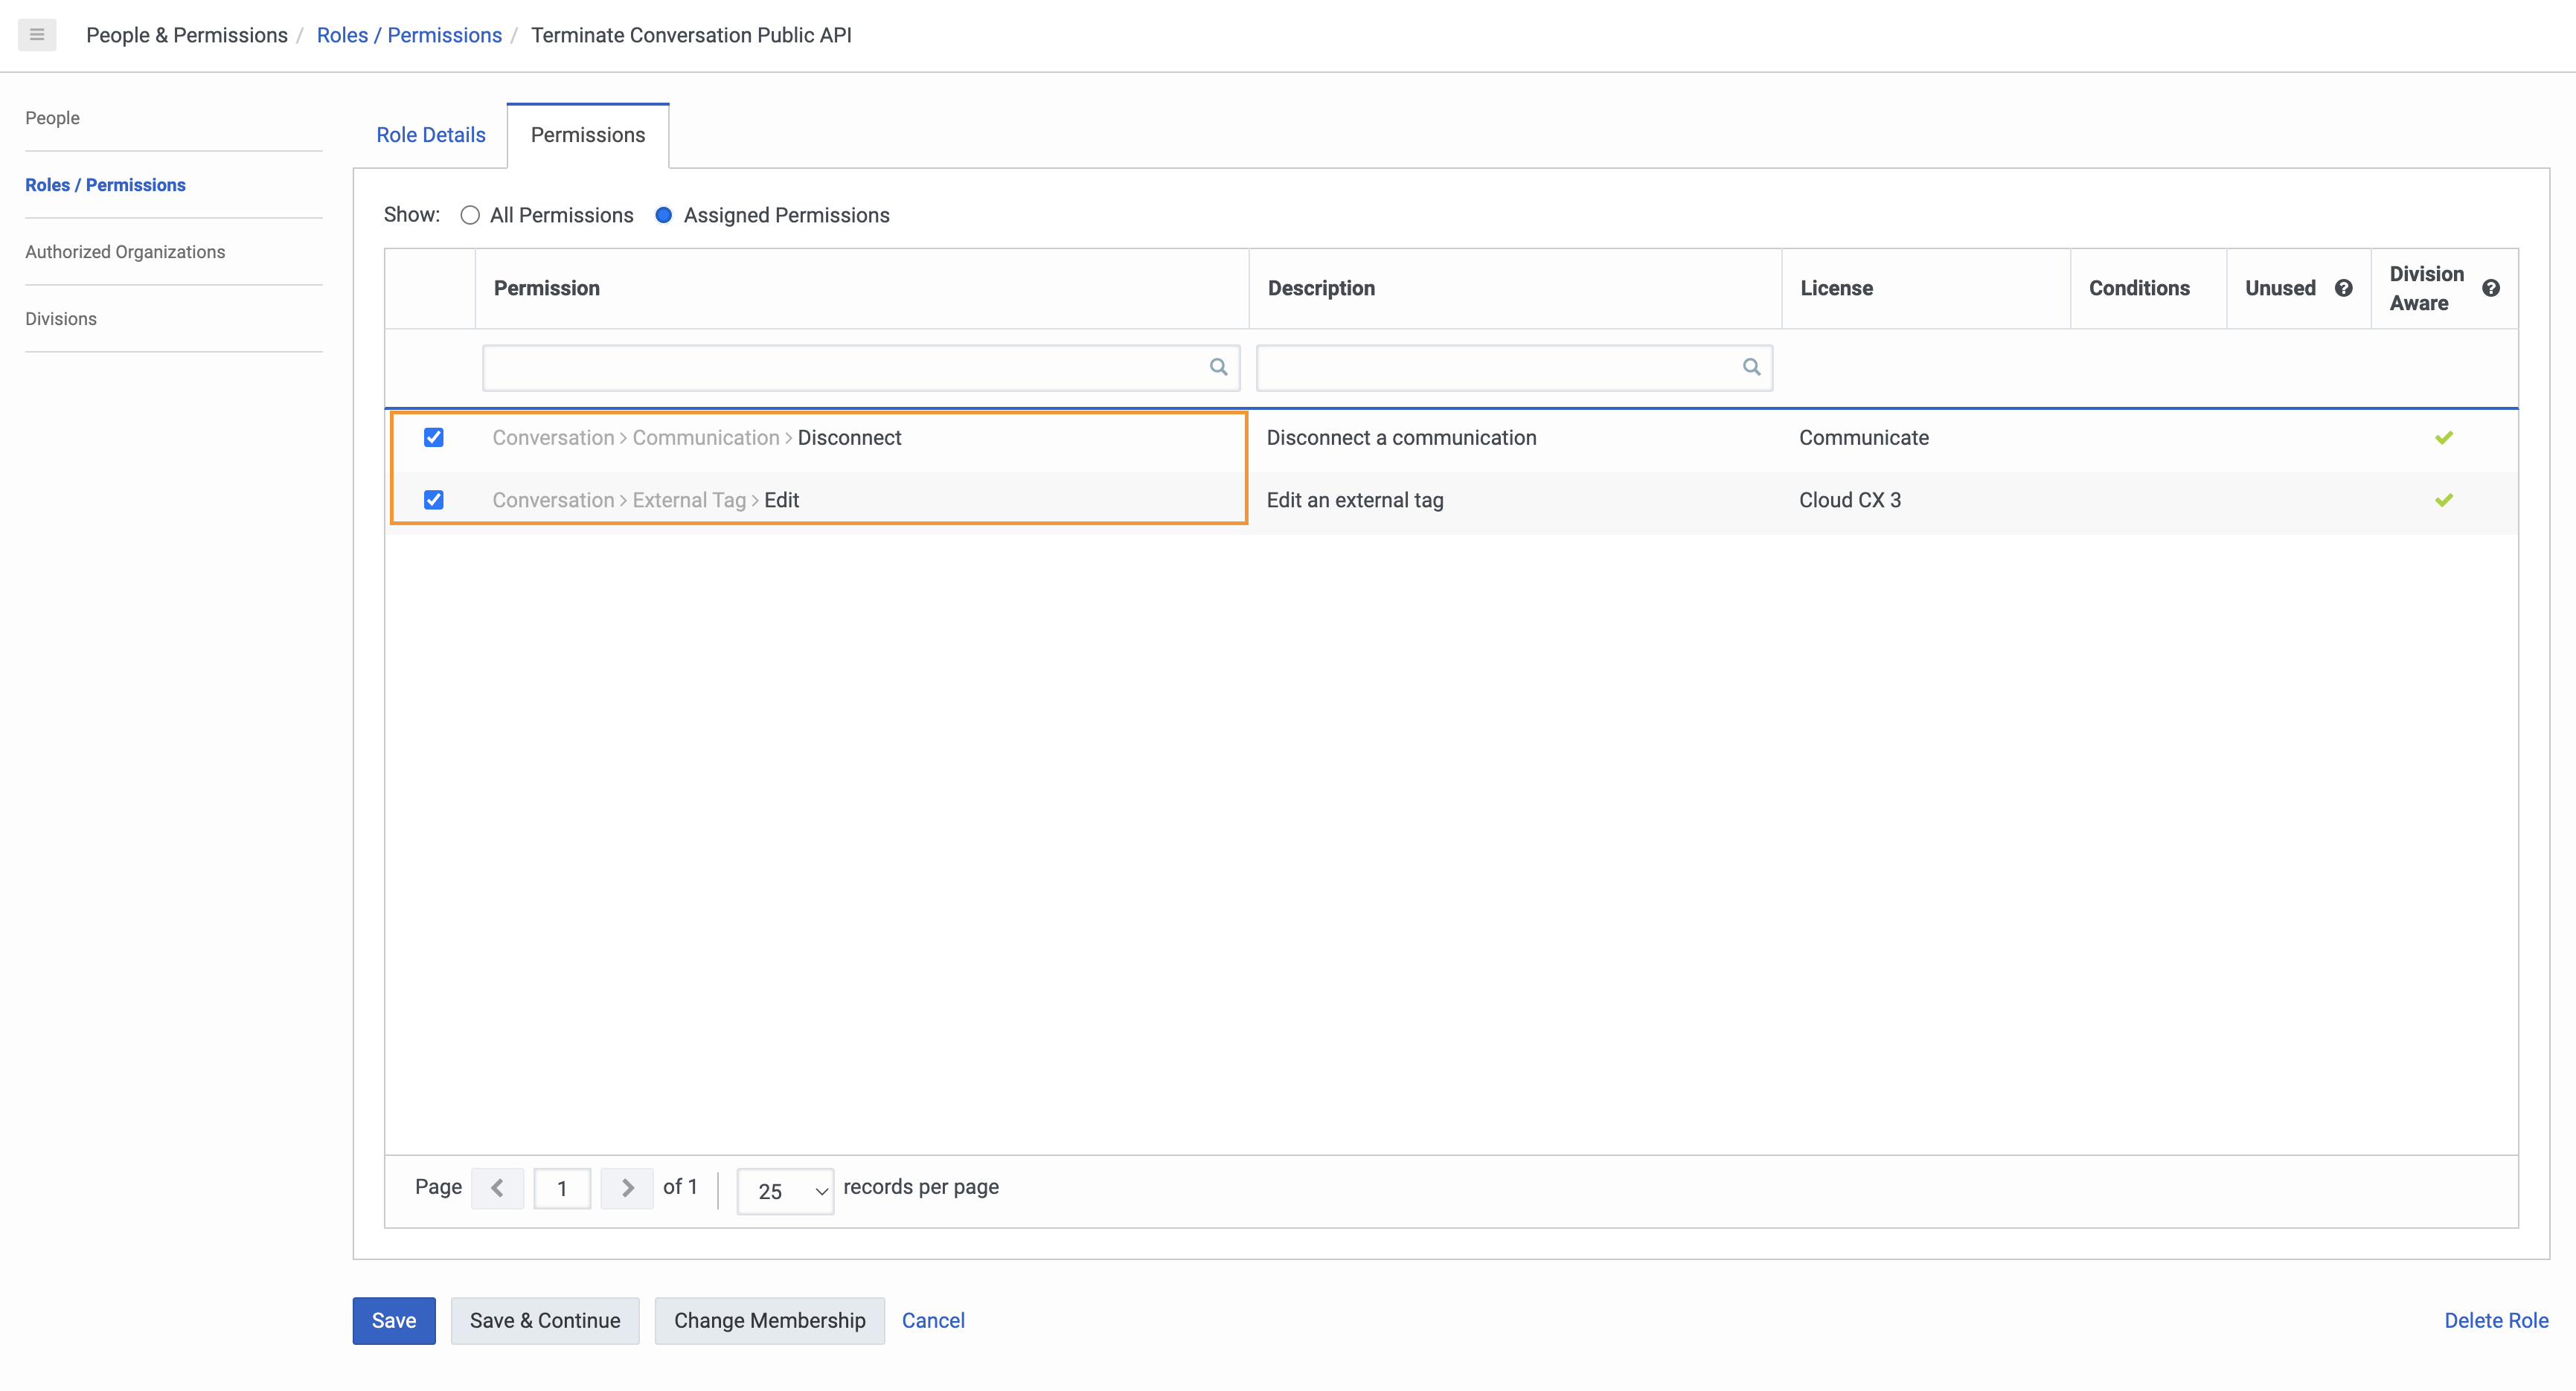 People & Permissions / Roles / Permissions / Terminate Conversation Public API
People
Roles / Permissions
Authorized Organizations
Divisions
Role Details
Permissions
Show: All Permissions Assigned Permissions
Permission Description License Conditions Unused ? Division Aware ?
Conversation > Communication > Disconnect Disconnect a communication Communicate
Conversation > External Tag > Edit Edit an external tag Cloud CX 3
Page 1 of 1 25 records per page
Save Save & Continue Change Membership Cancel Delete Role